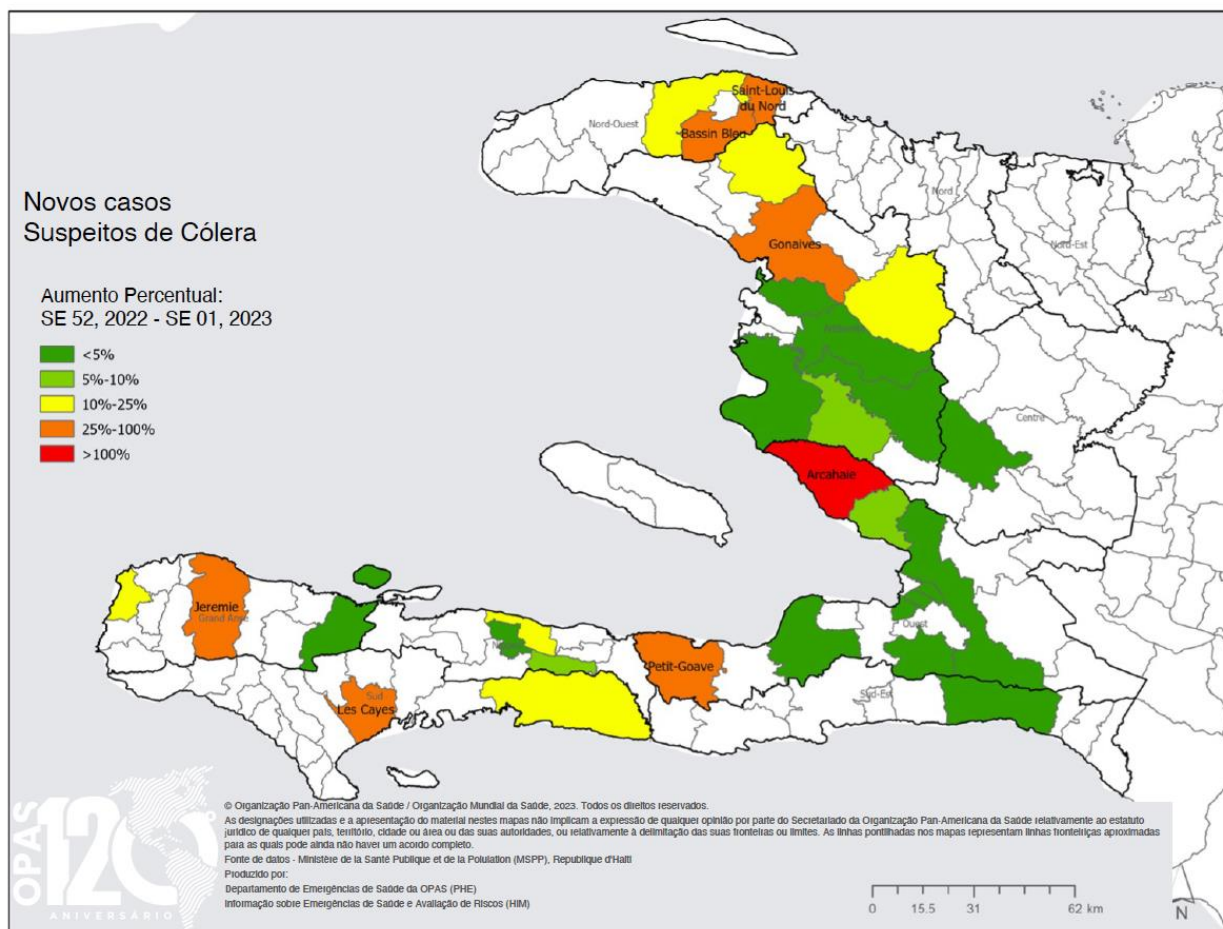 Novos casos
Suspeitos de Cólera
Aumento Percentual:
SE 52, 2022 - SE 01, 2023
<5%
5%-10%
10%-25%
25%-100%
>100%
Saint-Louis
du Nord
Nord-Ouest
Bassin Bleu
Nord
Nord-Est
Gonaives
Centre
Arcahaie
Jeremie
Grand'Anse
Ouest
Petit-Goave
Sud-Est
Sud
Les Cayes
OPAS
120
ANIVERSÁRIO
© Organização Pan-Americana da Saúde / Organização Mundial da Saúde, 2023. Todos os direitos reservados.
As designações utilizadas e a apresentação do material nestes mapas não implicam a expressão de qualquer opinião por parte do Secretariado da Organização Pan-Americana da Saúde relativamente ao estatuto
jurídico de qualquer país, território, cidade ou área ou das suas autoridades, ou relativamente à delimitação das suas fronteiras ou limites. As linhas pontilhadas nos mapas representam linhas fronteiriças aproximadas
para as quais pode ainda não haver um acordo completo.
Fonte de datos - Ministère de la Santé Publique et de la Polulation (MSPP), Republique d'Haïti
Produzido por:
Departamento de Emergências de Saúde da OPAS (PHE)
Informação sobre Emergências de Saúde e Avaliação de Riscos (HIM)
0 15.5 31 62 km
N